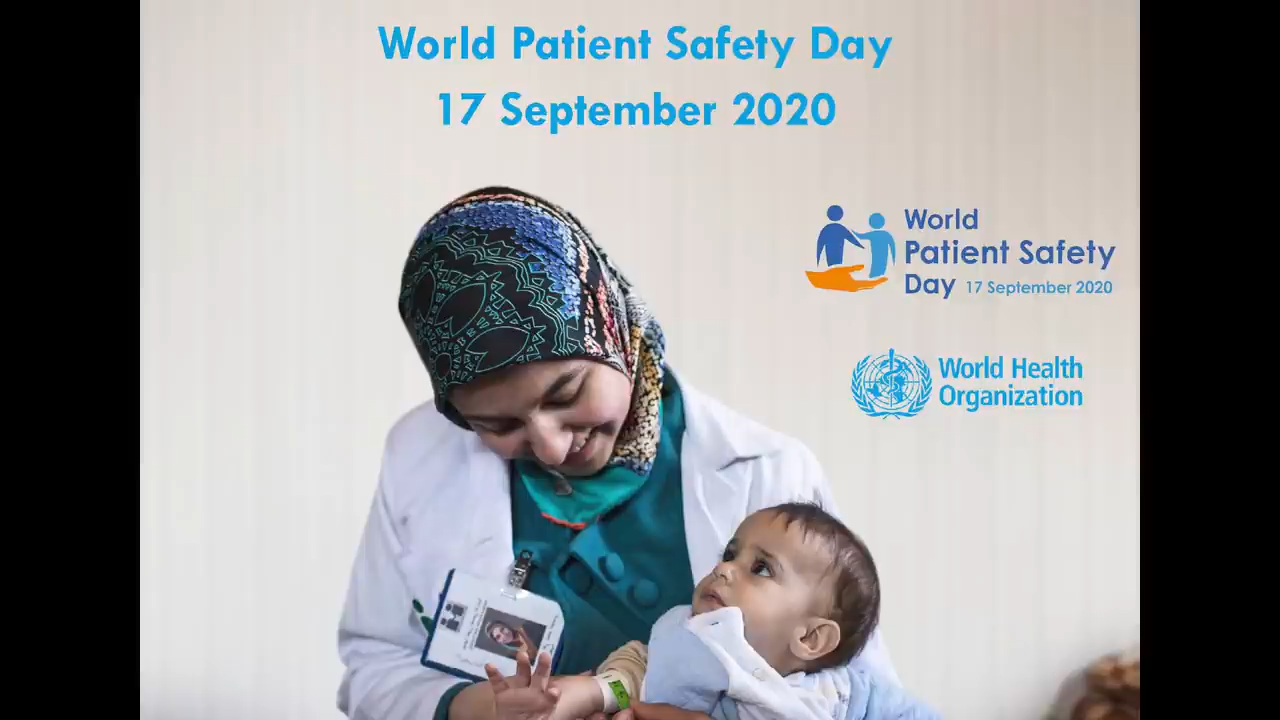 World Patient Safety Day
17 September 2020
World
Patient Safety
Day 17 September 2020
World Health
Organization